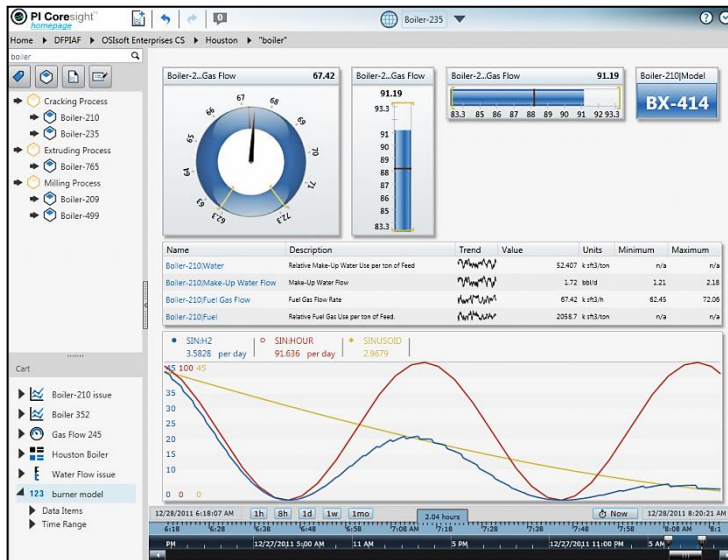 PI Coresight
homepage
Boiler-235
Home DFPIAF OSIsoft Enterprises CS Houston "boiler"
boiler
Cracking Process
Boiler-210
Boiler-235
Extruding Process
Boiler-765
Milling Process
Boiler-209
Boiler-499
Cart
Boiler-210 issue
Boiler 352
Gas Flow 245
Houston Boiler
Water Flow issue
123 burner model
Data Items
Time Range
Boiler-2...Gas Flow 67.42
67 68
66 69
65 70
64 71
63
62.3 72.3
Boiler-2...Gas Flow
91.19
93.3
91
90
89
88
87
86
85
83.3
Boiler-2...Gas Flow 91.19
83.3 85 86 87 88 89 90 91 92 93.3
Boiler-210|Model
BX-414
Name Description Trend Value Units Minimum Maximum
Boiler-210|Water Relative Make-Up Water Use per ton of Feed 52.407 k sft3/ton n/a n/a
Boiler-210|Make-Up Water Flow Make-Up Water Flow 1.72 bbl/d 1.21 2.18
Boiler-210|Fuel Gas Flow Fuel Gas Flow Rate 67.42 k sft3/h 62.45 72.06
Boiler-210|Fuel Relative Fuel Gas Use per ton of Feed. 2058.7 k sft3/ton n/a n/a
SIN:H2 SIN:HOUR SINUSOID
3.5828 per day 91.636 per day 2.9679
45 100 45
35
30
25
20
15
10
0 0 0
12/28/2011 6:18:07 AM 1h 8h 1d 1w 1mo 2.04 hours Now 12/28/2011 8:20:21 AM
6:18 6:28 6:38 6:48 6:58 7:08 7:18 7:28 7:38 7:48 7:58 8:08 AM 8:1
PM 12/27/2011 5:00 AM 11 AM 5 PM 12/27/2011 11:00 PM 5 AM